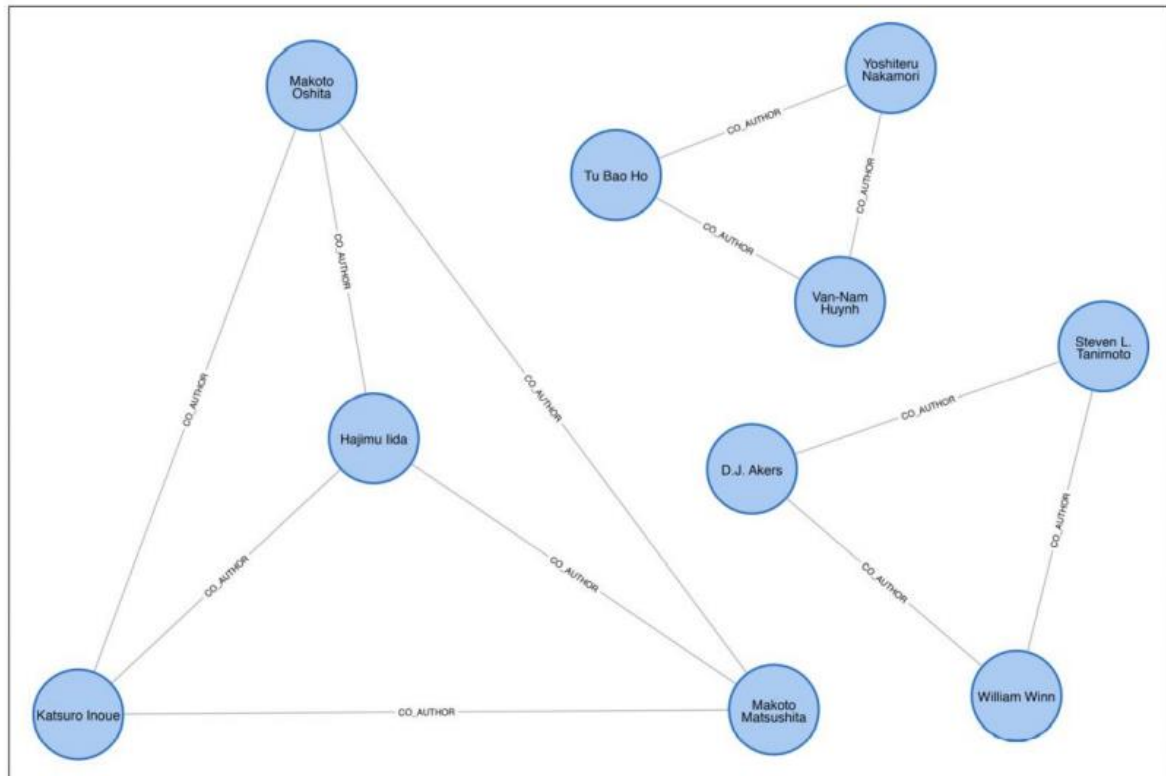 Makoto
Oshita
Yoshiteru
Nakamori
CO_AUTHOR
Tu Bao Ho
CO_AUTHOR
CO_AUTHOR
CO_AUTHOR
Van-Nam
Huynh
Steven L.
Tanimoto
CO_AUTHOR
CO_AUTHOR
CO_AUTHOR
Hajimu Iida
D.J. Akers
CO_AUTHOR
CO_AUTHOR
CO_AUTHOR
CO_AUTHOR
Katsuro Inoue
CO_AUTHOR
Makoto
Matsushita
William Winn